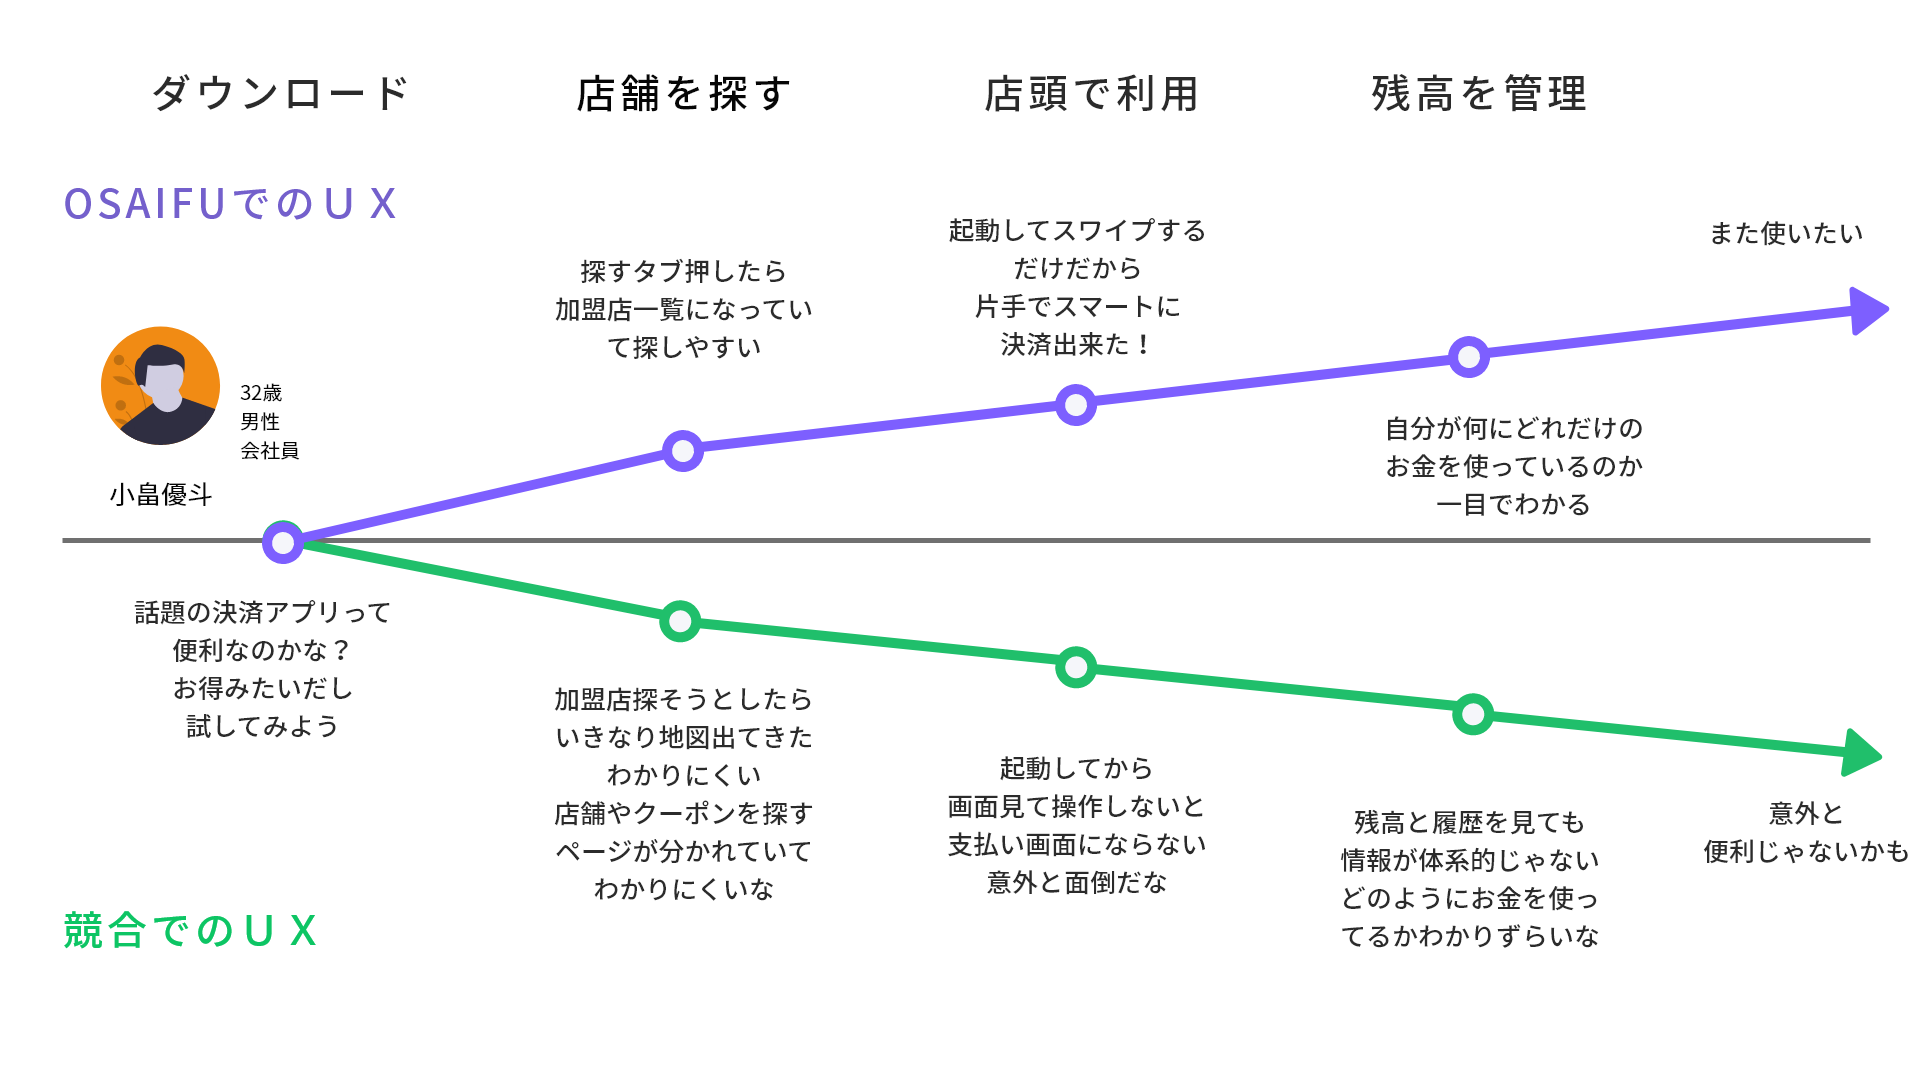 ダウンロード
店舗を探す
店頭で利用
残高を管理
OSAIFUでのＵＸ
探すタブ押したら
加盟店一覧になってい
て探しやすい
起動してスワイプする
だけだから
片手でスマートに
決済出来た！
また使いたい
32歳
男性
会社員
小畠優斗
自分が何にどれだけの
お金を使っているのか
一目でわかる
話題の決済アプリって
便利なのかな？
お得みたいだし
試してみよう
加盟店探そうとしたら
いきなり地図出てきた
わかりにくい
店舗やクーポンを探す
ページが分かれていて
わかりにくいな
起動してから
画面見て操作しないと
支払い画面にならない
意外と面倒だな
残高と履歴を見ても
情報が体系的じゃない
どのようにお金を使っ
てるかわかりずらいな
意外と
便利じゃないかも
競合でのＵＸ